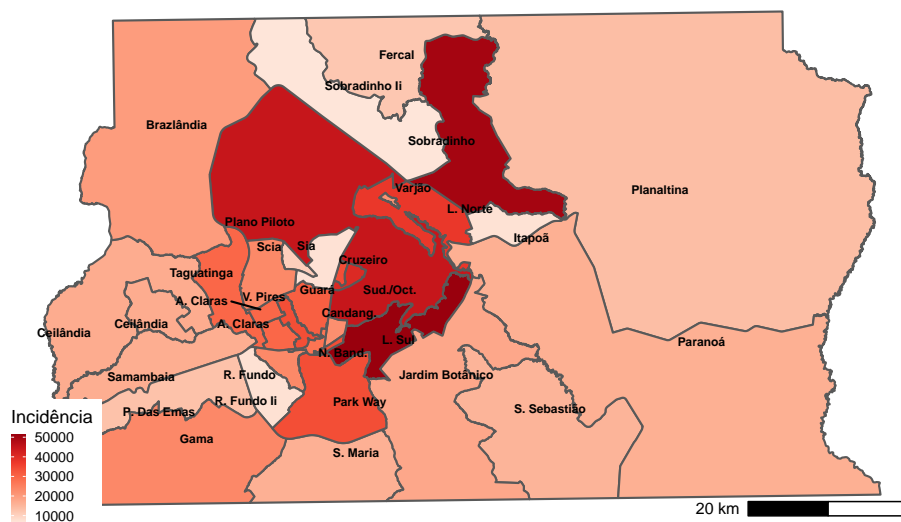 Fercal
Sobradinho Ii
Brazlândia
Sobradinho
Varjão
Planaltina
L. Norte
Plano Piloto
Itapoã
Scia
Sia
Cruzeiro
Taguatinga
V. Pires
Guará
Sud./Oct.
A. Claras
Candang.
Ceilândia
A. Claras
Ceilândia
L. Sul
Paranoá
N. Band.
Samambaia
R. Fundo
Jardim Botânico
R. Fundo Ii
Park Way
P. Das Emas
S. Sebastião
Gama
S. Maria
Incidência
50000
40000
30000
20000
10000
20 km